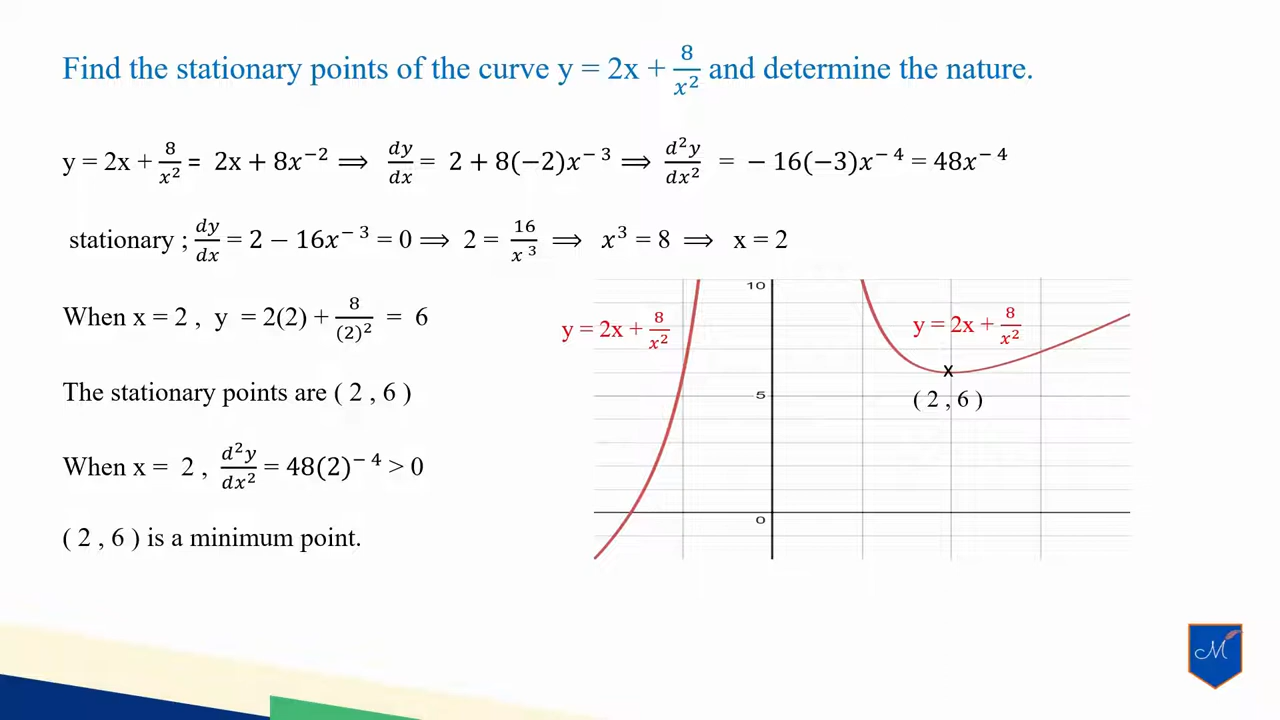 Find the stationary points of the curve y = 2x + 8/x² and determine the nature.
y = 2x + 8/x² = 2x + 8x⁻² ⟹ dy/dx = 2 + 8(−2)x⁻³ ⟹ d²y/dx² = − 16(−3)x⁻⁴ = 48x⁻⁴
stationary ; dy/dx = 2 − 16x⁻³ = 0 ⟹ 2 = 16/x³ ⟹ x³ = 8 ⟹ x = 2
When x = 2 , y = 2(2) + 8/(2)² = 6
The stationary points are ( 2 , 6 )
When x = 2 , d²y/dx² = 48(2)⁻⁴ > 0
( 2 , 6 ) is a minimum point.
10
y = 2x + 8/x²
y = 2x + 8/x²
x
5
( 2 , 6 )
0
M